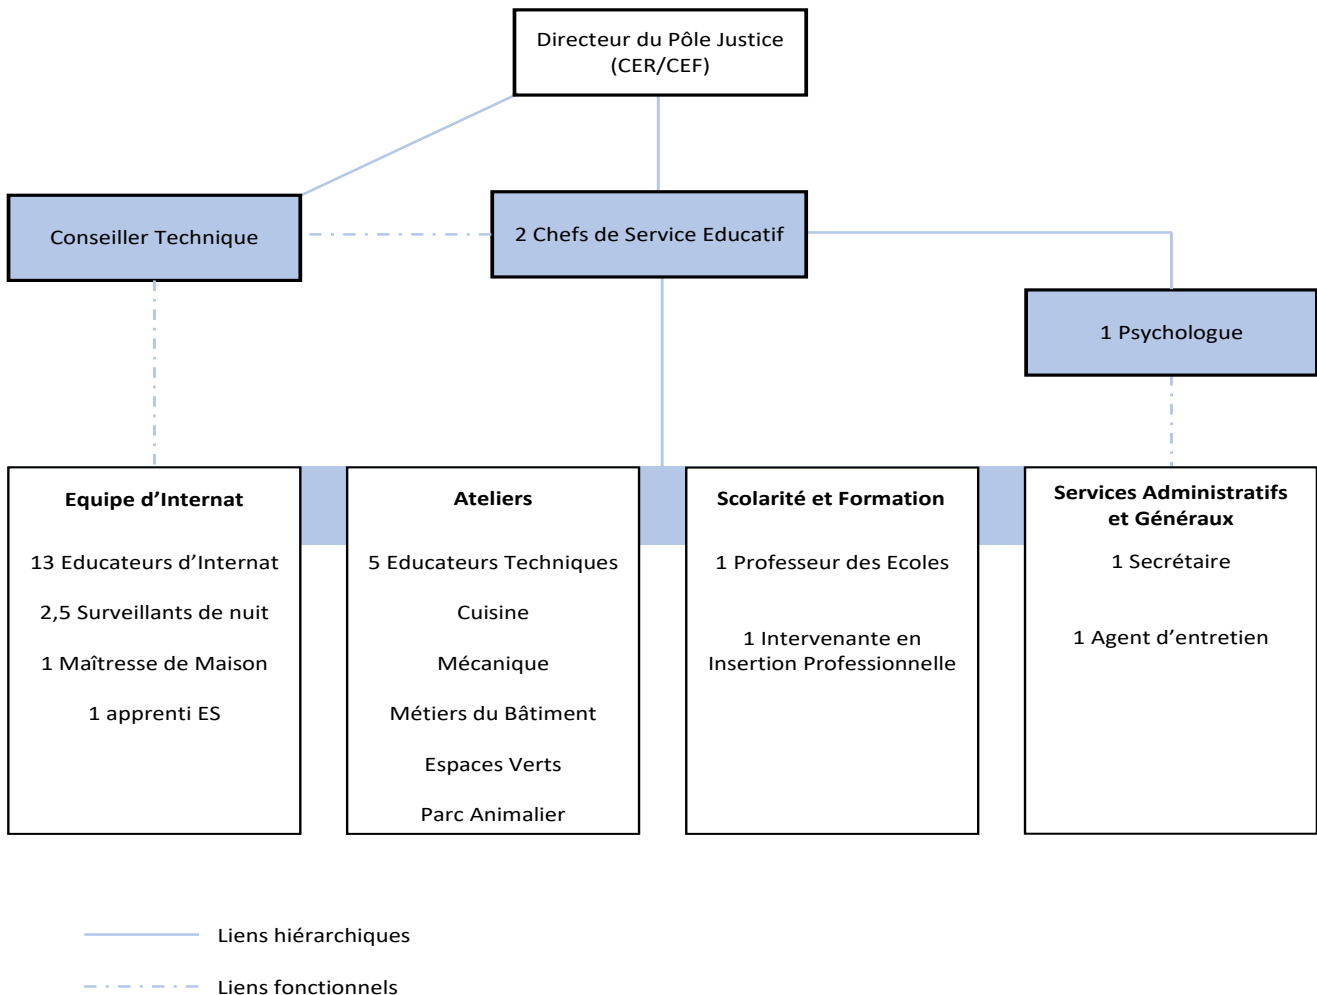 Directeur du Pôle Justice
(CER/CEF)
Conseiller Technique
2 Chefs de Service Educatif
1 Psychologue
Equipe d’Internat
13 Educateurs d’Internat
2,5 Surveillants de nuit
1 Maîtresse de Maison
1 apprenti ES
Ateliers
5 Educateurs Techniques
Cuisine
Mécanique
Métiers du Bâtiment
Espaces Verts
Parc Animalier
Scolarité et Formation
1 Professeur des Ecoles
1 Intervenante en
Insertion Professionnelle
Services Administratifs
et Généraux
1 Secrétaire
1 Agent d’entretien
Liens hiérarchiques
Liens fonctionnels